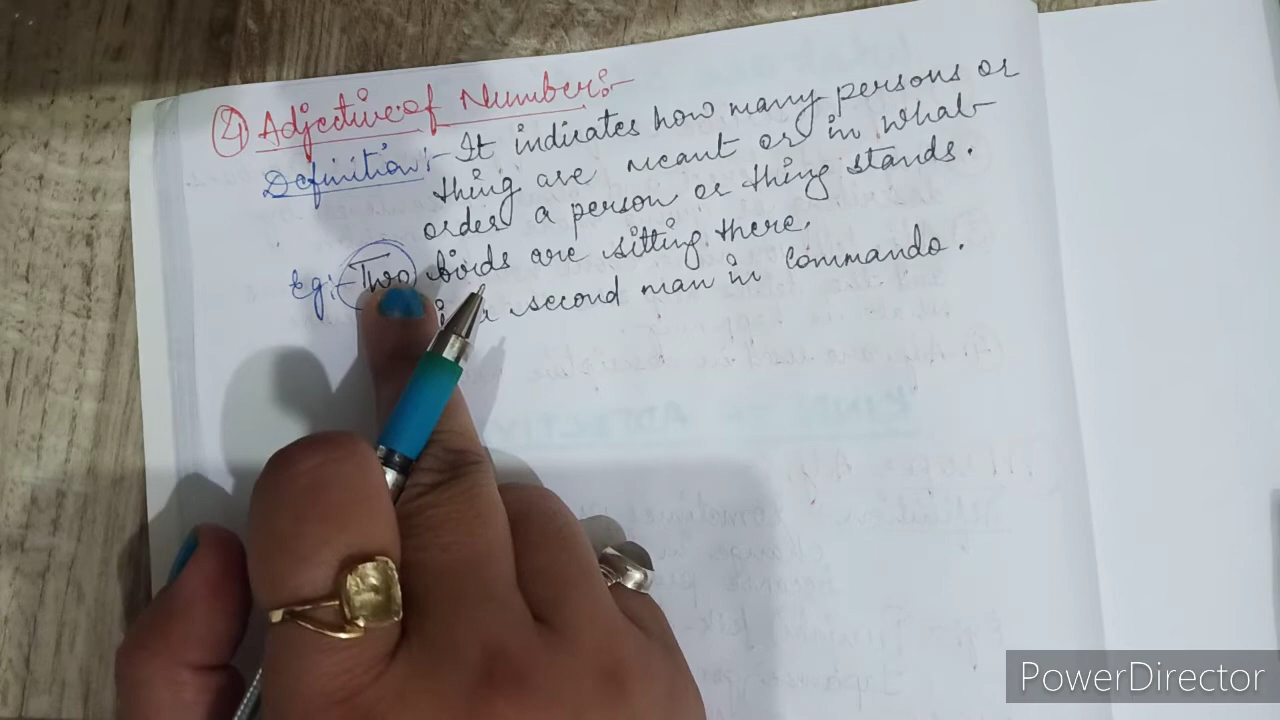 ④ Adjective of Number:-
Definition:- It indicates how many persons or
thing are meant or in what
order a person or thing stands.
Eg:- Two birds are sitting there.
second man in commando.
PowerDirector